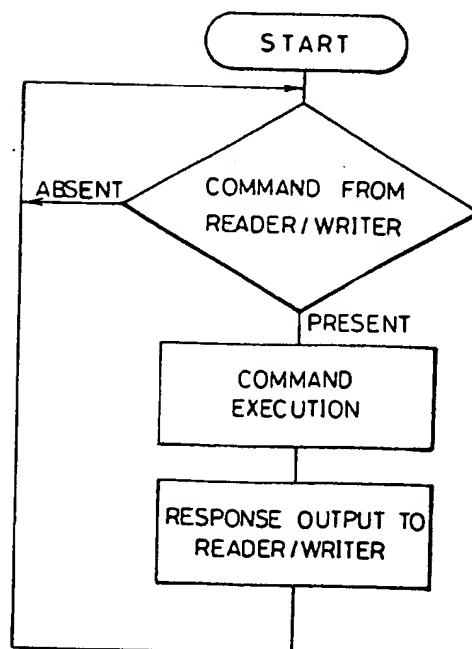 START
COMMAND FROM
READER/WRITER
ABSENT
PRESENT
COMMAND
EXECUTION
RESPONSE OUTPUT TO
READER/WRITER